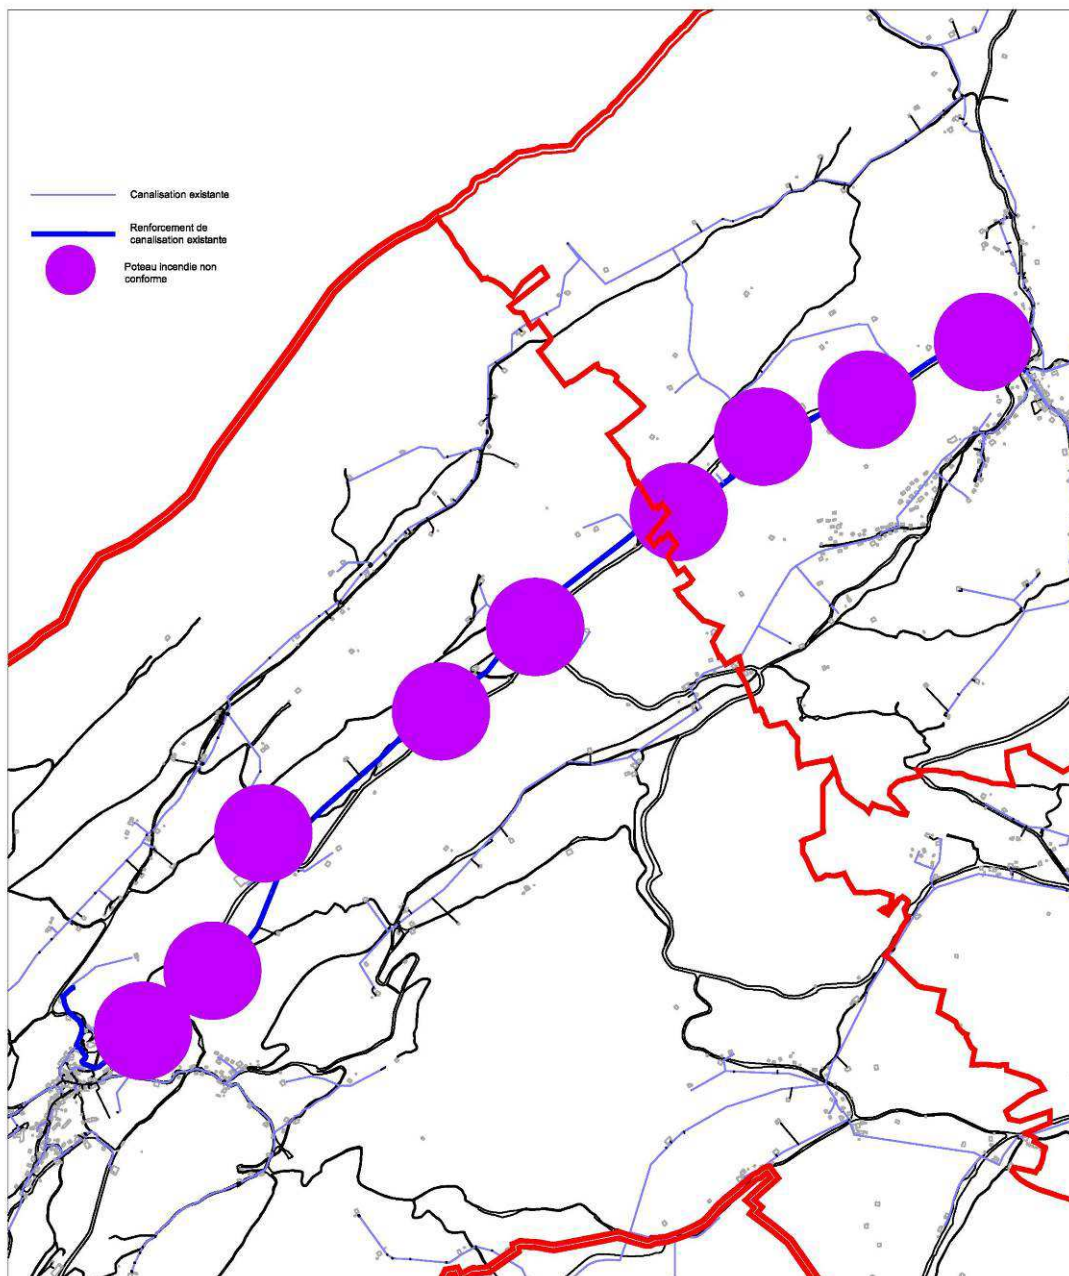 Canalisation existante
Renforcement de
canalisation existante
Poteau incendie non
conforme